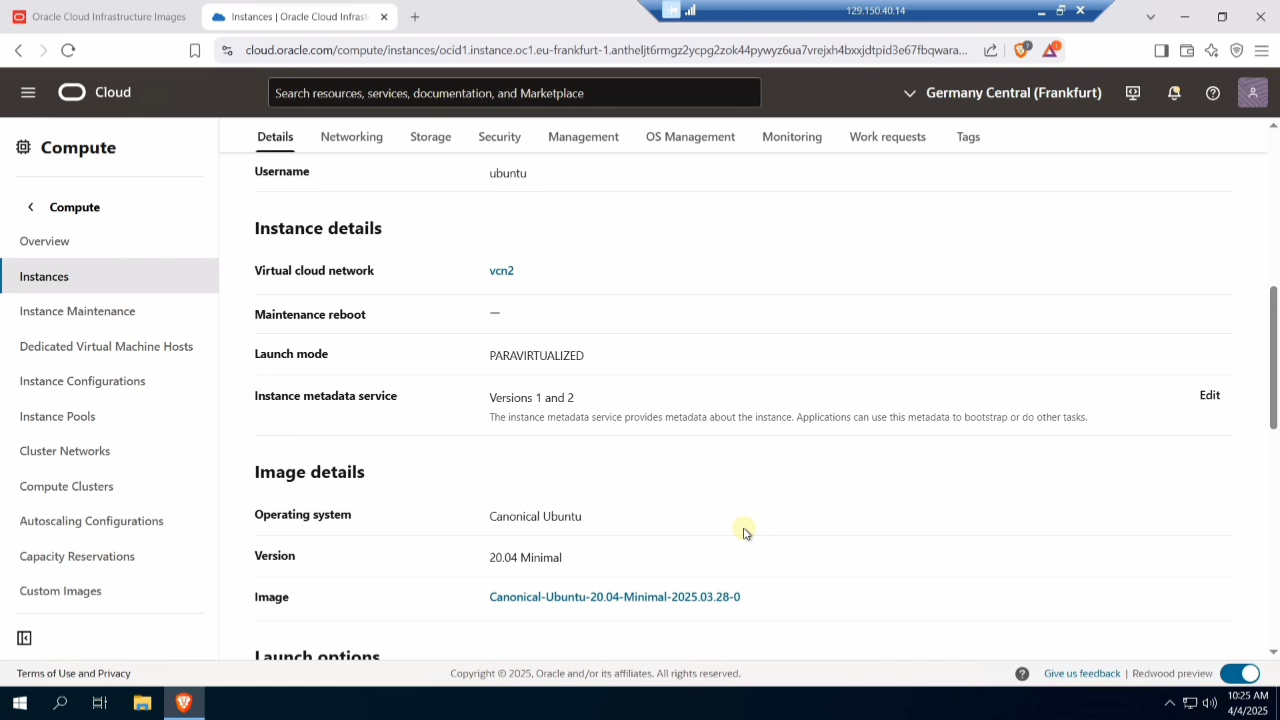 Oracle Cloud Infrastructure Images
Instances | Oracle Cloud Infrast
129.150.40.14
cloud.oracle.com/compute/instances/ocid1.instance.oc1.eu-frankfurt-1.antheljt6rmgz2ycpg2zok44pywyz6ua7vrejxh4bxxjdtpid3e67fbqwara...
Cloud
Search resources, services, documentation, and Marketplace
Germany Central (Frankfurt)
Compute
Details Networking Storage Security Management OS Management Monitoring Work requests Tags
Compute
Overview
Instances
Instance Maintenance
Dedicated Virtual Machine Hosts
Instance Configurations
Instance Pools
Cluster Networks
Compute Clusters
Autoscaling Configurations
Capacity Reservations
Custom Images
Username ubuntu
Instance details
Virtual cloud network vcn2
Maintenance reboot —
Launch mode PARAVIRTUALIZED
Instance metadata service Versions 1 and 2 Edit
The instance metadata service provides metadata about the instance. Applications can use this metadata to bootstrap or do other tasks.
Image details
Operating system Canonical Ubuntu
Version 20.04 Minimal
Image Canonical-Ubuntu-20.04-Minimal-2025.03.28-0
Launch options
Terms of Use and Privacy Copyright © 2025, Oracle and/or its affiliates. All rights reserved. Give us feedback | Redwood preview
10:25 AM
4/4/2025